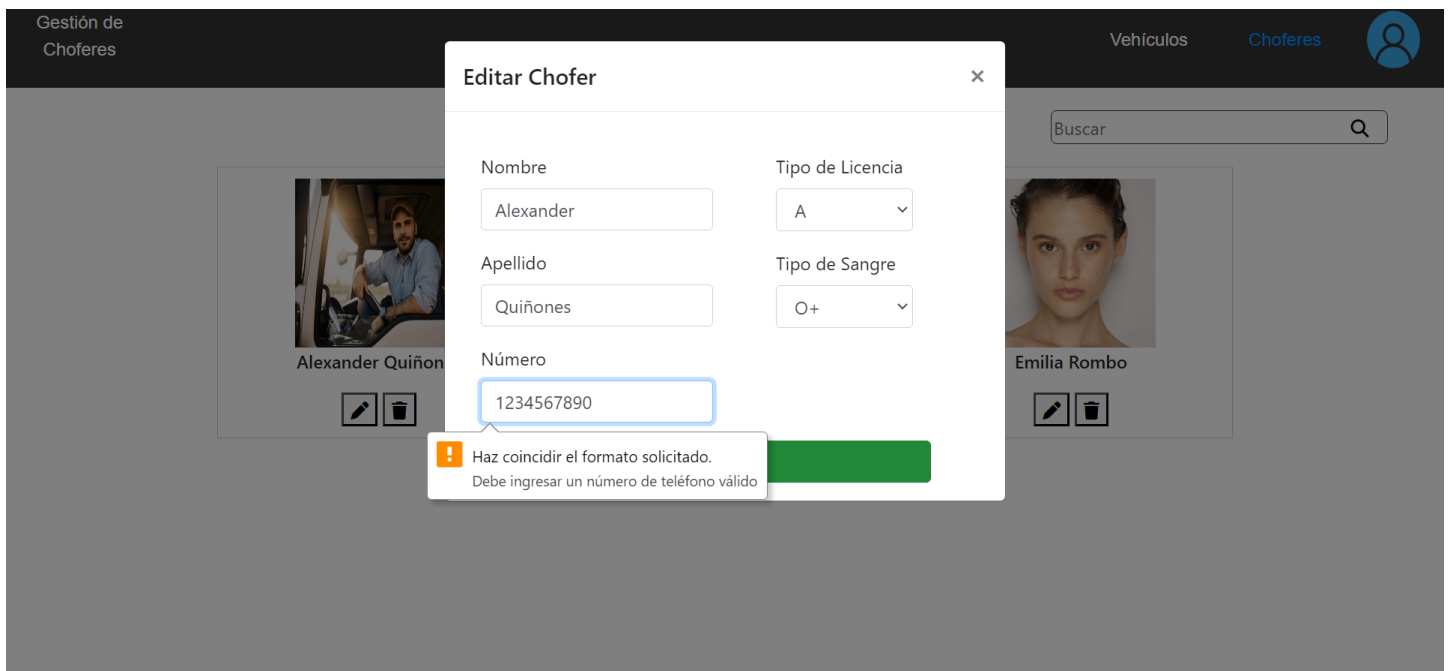 Gestión de
Choferes
Vehículos
Choferes
Editar Chofer
×
Buscar
Nombre
Tipo de Licencia
Alexander
A
Apellido
Tipo de Sangre
Quiñones
O+
Número
1234567890
Alexander Quiñon
Emilia Rombo
Haz coincidir el formato solicitado.
Debe ingresar un número de teléfono válido